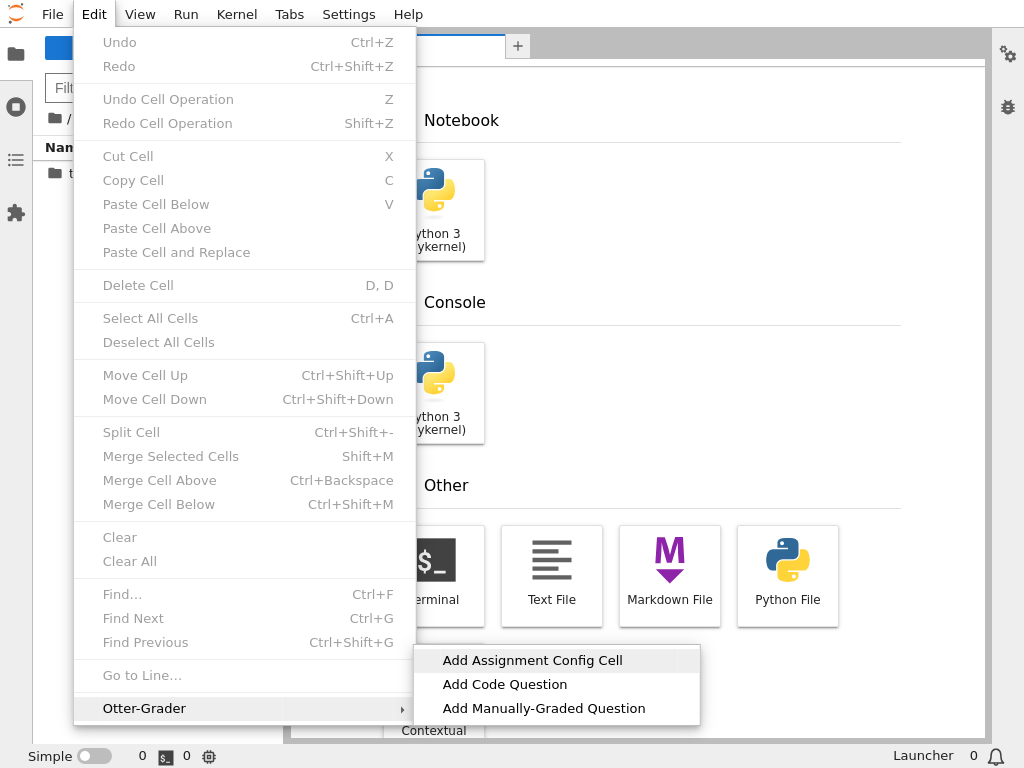 File Edit View Run Kernel Tabs Settings Help
Undo Ctrl+Z
Redo Ctrl+Shift+Z
Undo Cell Operation Z
Redo Cell Operation Shift+Z
Cut Cell X
Copy Cell C
Paste Cell Below V
Paste Cell Above
Paste Cell and Replace
Delete Cell D, D
Select All Cells Ctrl+A
Deselect All Cells
Move Cell Up Ctrl+Shift+Up
Move Cell Down Ctrl+Shift+Down
Split Cell Ctrl+Shift+-
Merge Selected Cells Shift+M
Merge Cell Above Ctrl+Backspace
Merge Cell Below Ctrl+Shift+M
Clear
Clear All
Find… Ctrl+F
Find Next Ctrl+G
Find Previous Ctrl+Shift+G
Go to Line…
Otter-Grader
Add Assignment Config Cell
Add Code Question
Add Manually-Graded Question
Filt
/
Nam
t
+
Notebook
ython 3
ykernel)
Console
ython 3
ykernel)
Other
$_
erminal
Text File
M
Markdown File
Python File
Contextual
Simple 0 $_ 0 Launcher 0